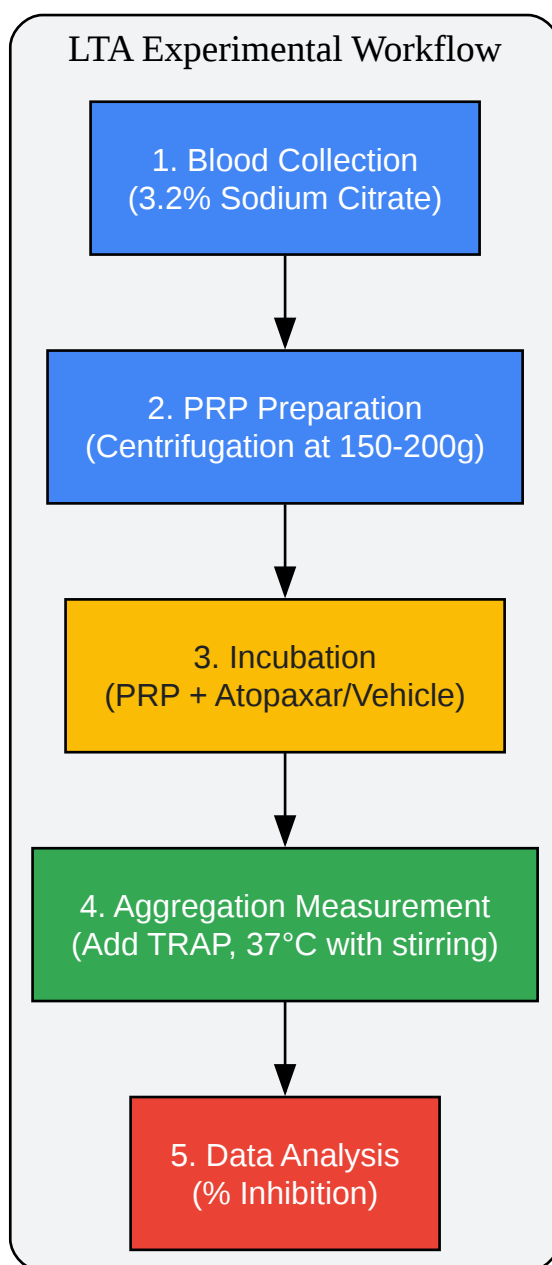 LTA Experimental Workflow
1. Blood Collection
(3.2% Sodium Citrate)
2. PRP Preparation
(Centrifugation at 150-200g)
3. Incubation
(PRP + Atopaxar/Vehicle)
4. Aggregation Measurement
(Add TRAP, 37°C with stirring)
5. Data Analysis
(% Inhibition)